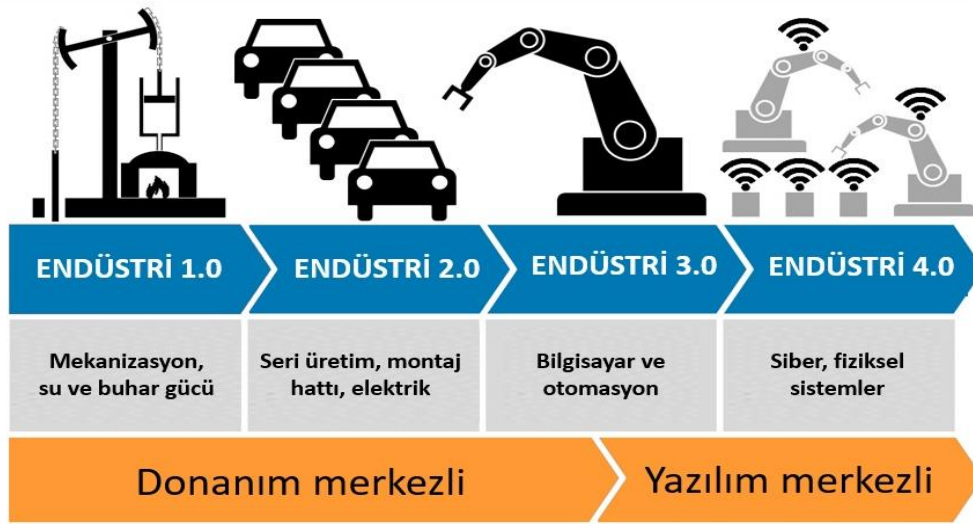 ENDÜSTRİ 1.0
ENDÜSTRİ 2.0
ENDÜSTRİ 3.0
ENDÜSTRİ 4.0
Mekanizasyon,
su ve buhar gücü
Seri üretim, montaj
hattı, elektrik
Bilgisayar ve
otomasyon
Siber, fiziksel
sistemler
Donanım merkezli
Yazılım merkezli